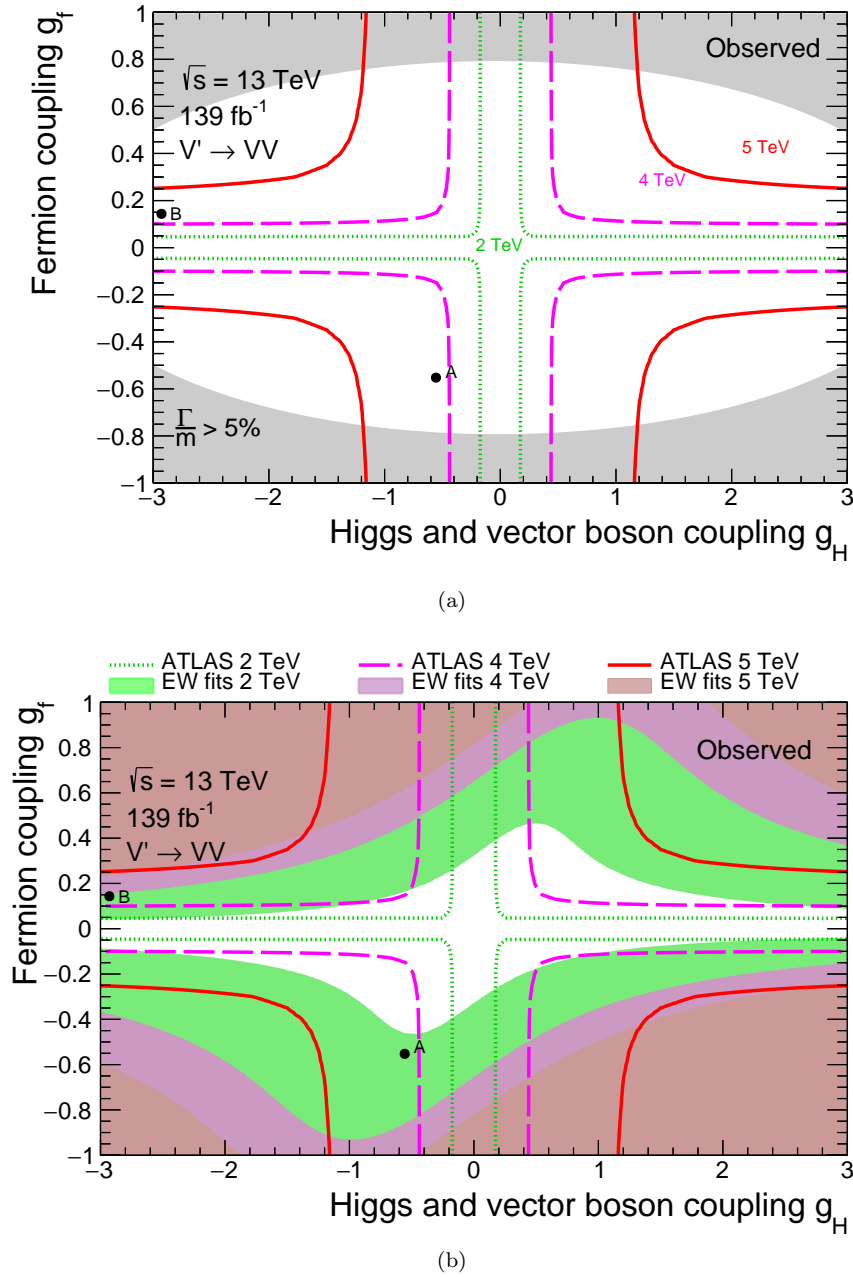 Observed
√s = 13 TeV
139 fb⁻¹
V' → VV
5 TeV
4 TeV
2 TeV
B
A
Γ/m > 5%
Fermion coupling g_f
1
0.8
0.6
0.4
0.2
0
−0.2
−0.4
−0.6
−0.8
−1
−3 −2 −1 0 1 2 3
Higgs and vector boson coupling g_H
(a)
ATLAS 2 TeV ATLAS 4 TeV ATLAS 5 TeV
EW fits 2 TeV EW fits 4 TeV EW fits 5 TeV
Observed
√s = 13 TeV
139 fb⁻¹
V' → VV
B
A
Fermion coupling g_f
1
0.8
0.6
0.4
0.2
0
−0.2
−0.4
−0.6
−0.8
−1
−3 −2 −1 0 1 2 3
Higgs and vector boson coupling g_H
(b)